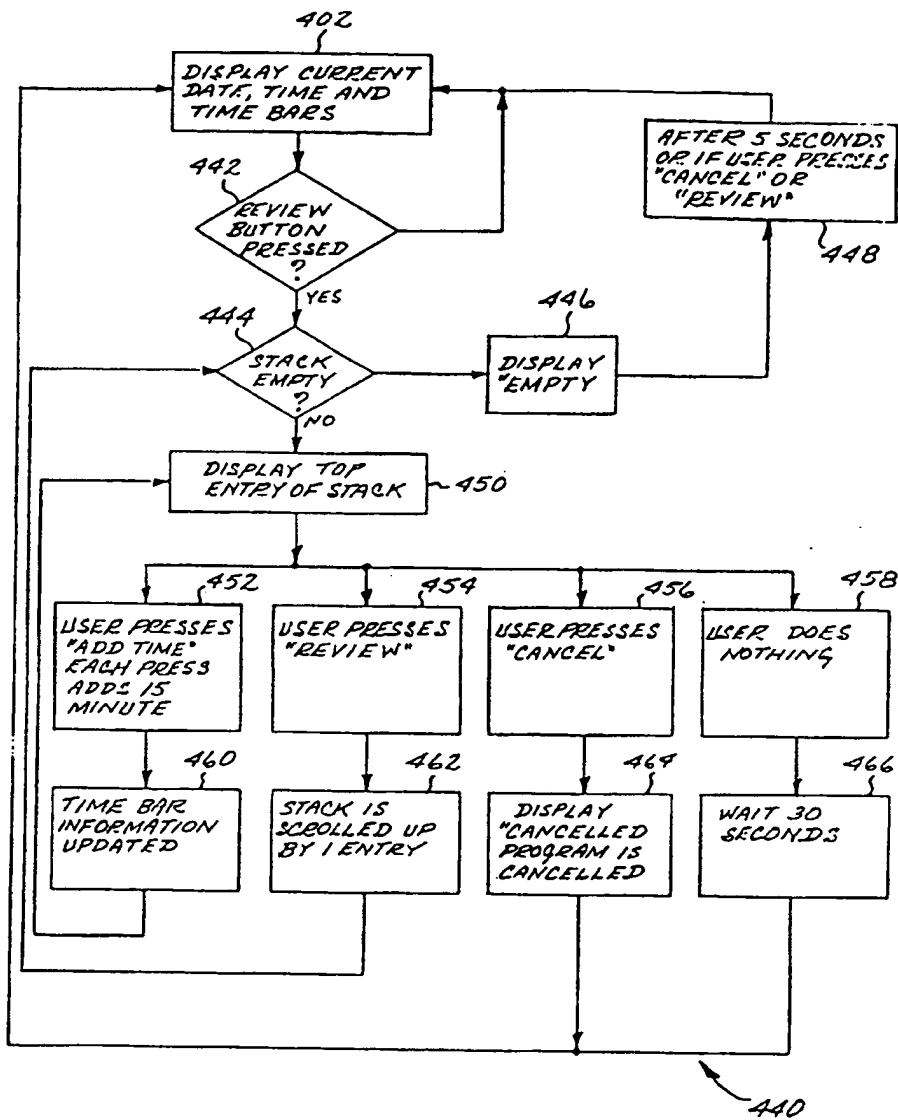 402
DISPLAY CURRENT
DATE, TIME AND
TIME BARS
442
REVIEW
BUTTON
PRESSED
?
YES
AFTER 5 SECONDS
OR IF USER PRESSES
"CANCEL" OR
"REVIEW"
448
444
STACK
EMPTY
?
NO
446
DISPLAY
"EMPTY
DISPLAY TOP
ENTRY OF STACK
450
452
USER PRESSES
"ADD TIME"
EACH PRESS
ADDS 15
MINUTE
454
USER PRESSES
"REVIEW"
456
USER PRESSES
"CANCEL"
458
USER DOES
NOTHING
460
TIME BAR
INFORMATION
UPDATED
462
STACK IS
SCROLLED UP
BY 1 ENTRY
464
DISPLAY
"CANCELLED
PROGRAM IS
CANCELLED
466
WAIT 30
SECONDS
440